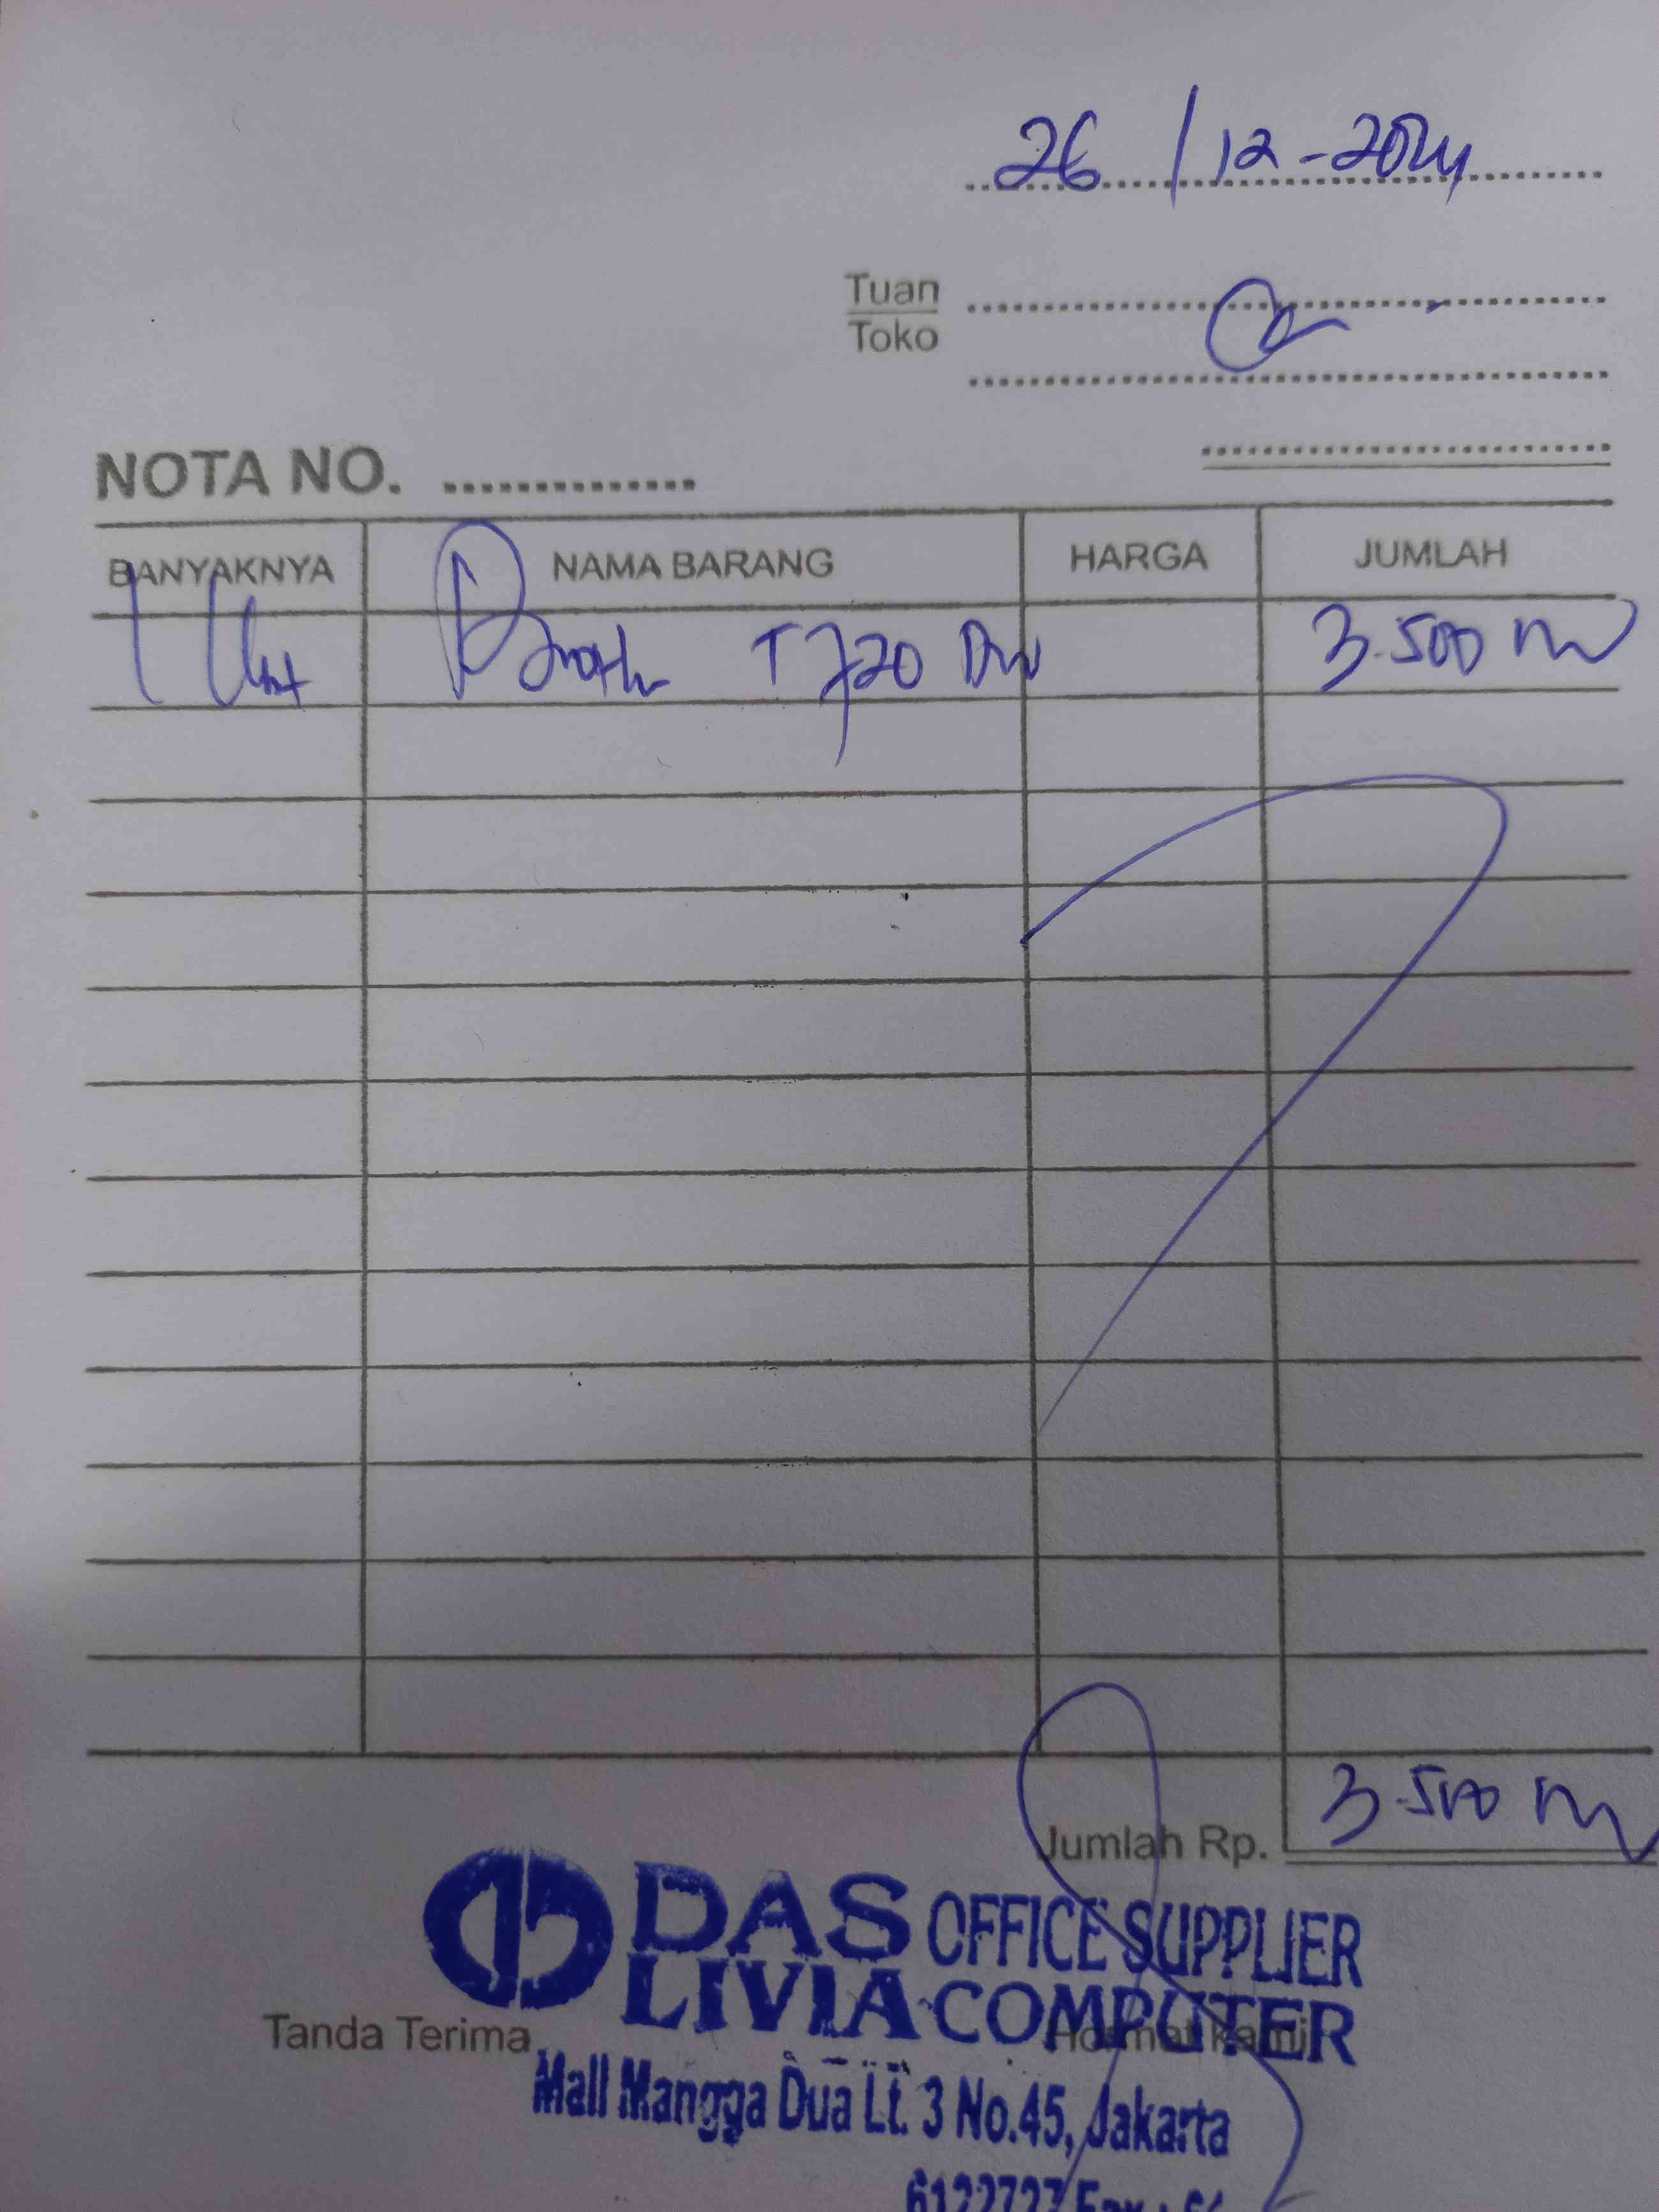 26 / 12 - 2024
Tuan
Toko
NOTA NO. ..............
BANYAKNYA NAMA BARANG HARGA JUMLAH
1 Unit Brother T720 DW 3.500
Jumlah Rp. 3.500
DAS OFFICE SUPPLIER
LIVIA COMPUTER
Tanda Terima Hormat kami
Mall Mangga Dua Lt. 3 No.45, Jakarta
6122727 Fax :